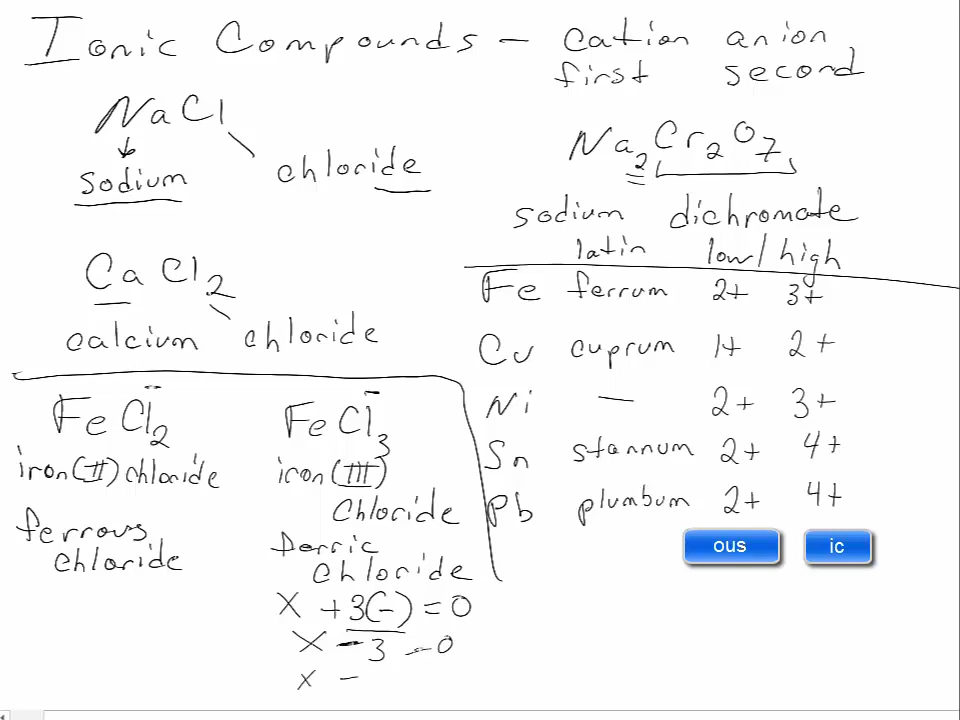 Ionic Compounds - cation anion
first second
NaCl
sodium
chloride
CaCl2
calcium chloride
Na2Cr2O7
sodium dichromate
latin low/high
Fe ferrum 2+ 3+
Cu cuprum 1+ 2+
Ni — 2+ 3+
Sn stannum 2+ 4+
Pb plumbum 2+ 4+
ous ic
FeCl2
iron(II)chloride
ferrous
chloride
FeCl3
iron(III)
chloride
ferric
chloride
X + 3(-) = 0
X - 3 = 0
x =